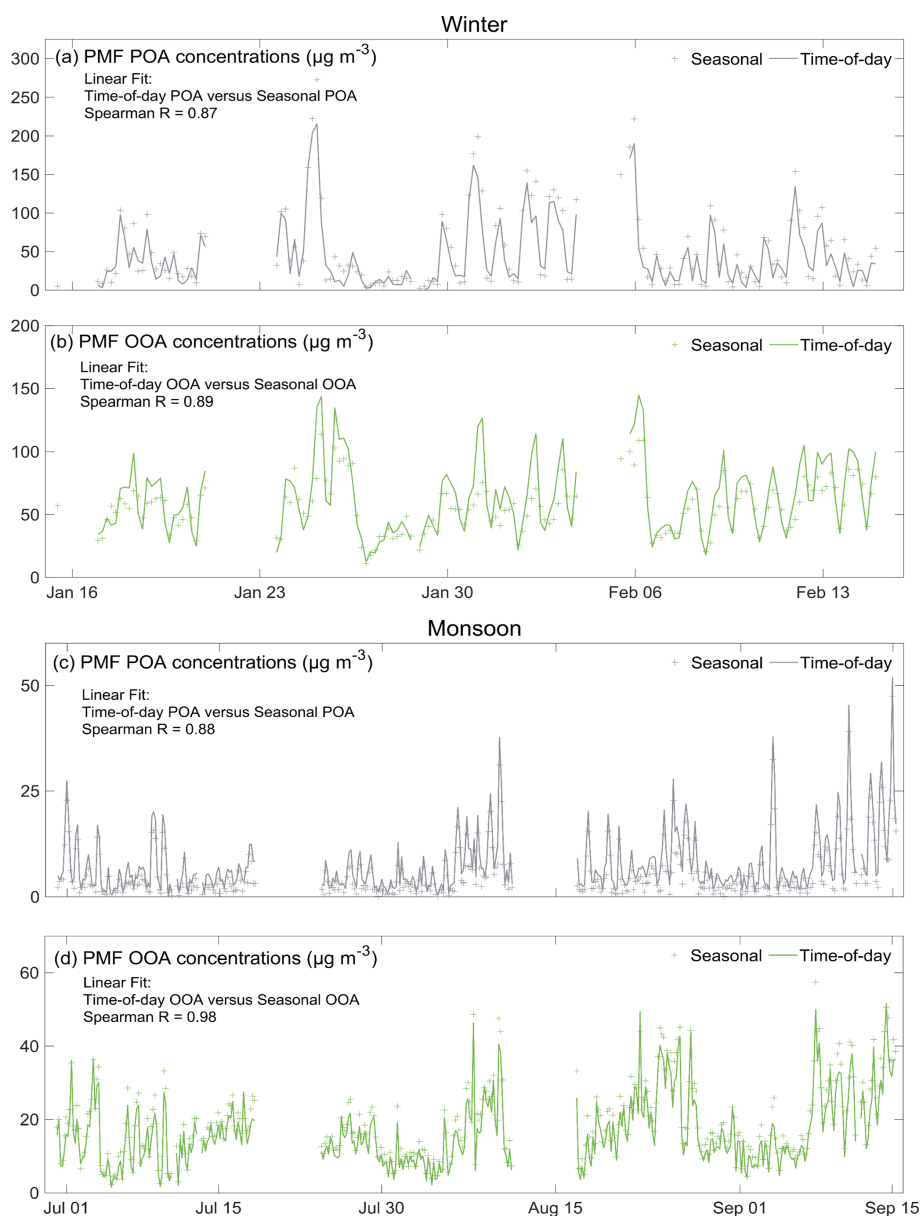 Winter
(a) PMF POA concentrations (µg m-3)
Seasonal Time-of-day
Linear Fit:
Time-of-day POA versus Seasonal POA
Spearman R = 0.87
300
250
200
150
100
50
0
(b) PMF OOA concentrations (µg m-3)
Seasonal Time-of-day
Linear Fit:
Time-of-day OOA versus Seasonal OOA
Spearman R = 0.89
200
150
100
50
0
Jan 16 Jan 23 Jan 30 Feb 06 Feb 13
Monsoon
(c) PMF POA concentrations (µg m-3)
Seasonal Time-of-day
Linear Fit:
Time-of-day POA versus Seasonal POA
Spearman R = 0.88
50
25
0
(d) PMF OOA concentrations (µg m-3)
Seasonal Time-of-day
Linear Fit:
Time-of-day OOA versus Seasonal OOA
Spearman R = 0.98
60
40
20
0
Jul 01 Jul 15 Jul 30 Aug 15 Sep 01 Sep 15